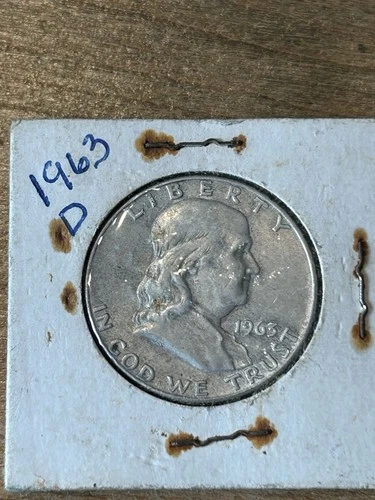 1963
D
LIBERTY
1963
IN GOD WE TRUST